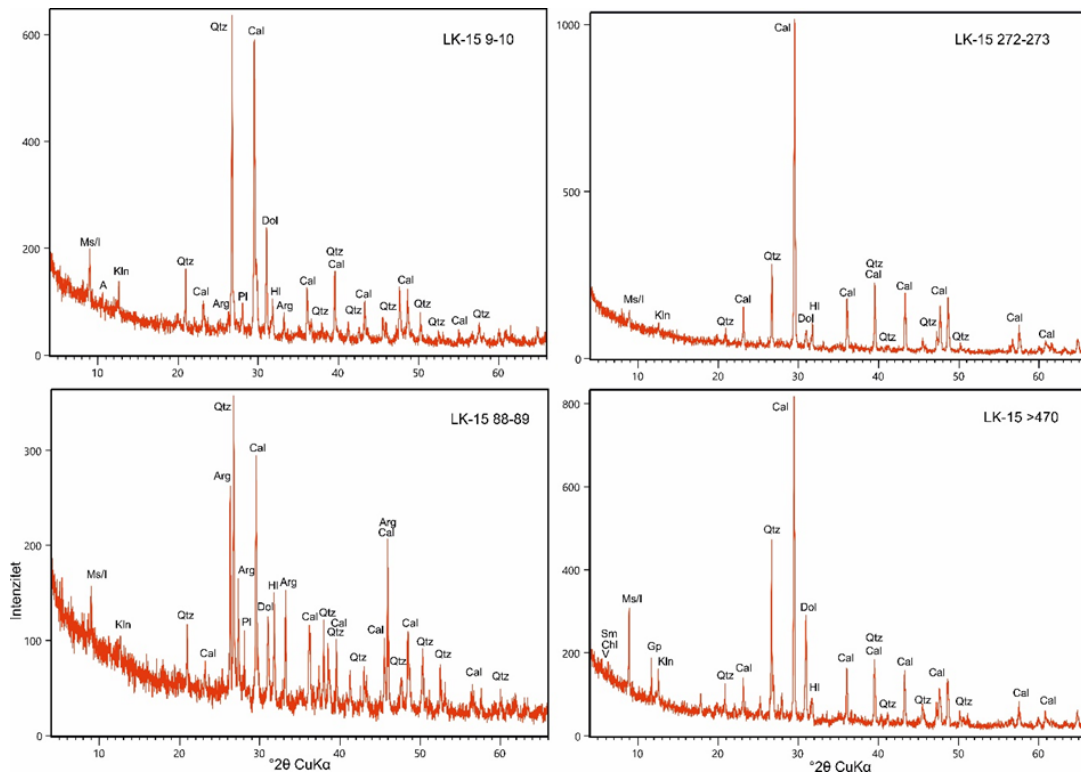 LK-15 9-10
600
400
200
0
Ms/I
A
Kln
Qtz
Cal
Arg
Qtz
Pl
Cal
Dol
Hl
Arg
Cal
Qtz
Qtz
Cal
Qtz
Cal
Qtz
Cal
Qtz
Qtz
Cal
Qtz
10 20 30 40 50 60
LK-15 272-273
1000
500
0
Ms/I
Kln
Qtz
Cal
Qtz
Cal
Dol
Hl
Cal
Qtz
Cal
Qtz
Cal
Qtz
Cal
Qtz
Cal
Cal
10 20 30 40 50 60
LK-15 88-89
Intenzitet
300
200
100
0
Ms/I
Kln
Qtz
Cal
Arg
Qtz
Arg
Pl
Cal
Dol
Hl
Arg
Cal
Qtz
Cal
Qtz
Cal
Arg
Cal
Qtz
Cal
Qtz
Qtz
Cal
Qtz
10 20 30 40 50 60
°2θ CuKα
LK-15 >470
800
600
400
200
0
Sm
Chl
V
Ms/I
Gp
Kln
Qtz
Cal
Qtz
Cal
Dol
Hl
Cal
Qtz
Cal
Qtz
Cal
Qtz
Cal
Qtz
Cal
Cal
10 20 30 40 50 60
°2θ CuKα